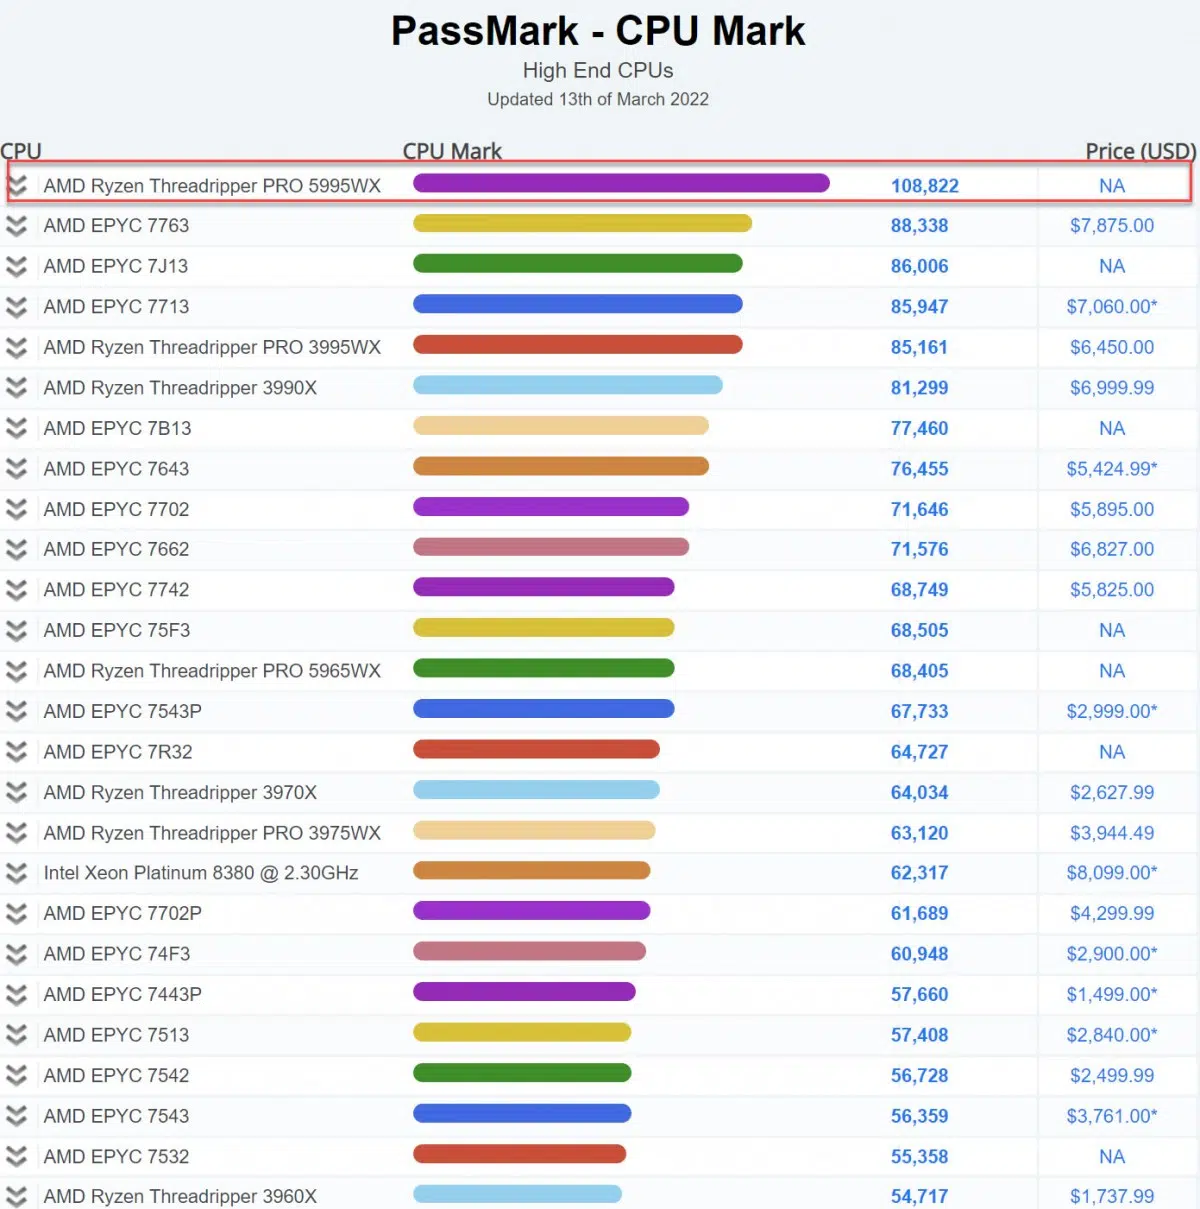 PassMark - CPU Mark
High End CPUs
Updated 13th of March 2022
CPU CPU Mark Price (USD)
AMD Ryzen Threadripper PRO 5995WX 108,822 NA
AMD EPYC 7763 88,338 $7,875.00
AMD EPYC 7J13 86,006 NA
AMD EPYC 7713 85,947 $7,060.00*
AMD Ryzen Threadripper PRO 3995WX 85,161 $6,450.00
AMD Ryzen Threadripper 3990X 81,299 $6,999.99
AMD EPYC 7B13 77,460 NA
AMD EPYC 7643 76,455 $5,424.99*
AMD EPYC 7702 71,646 $5,895.00
AMD EPYC 7662 71,576 $6,827.00
AMD EPYC 7742 68,749 $5,825.00
AMD EPYC 75F3 68,505 NA
AMD Ryzen Threadripper PRO 5965WX 68,405 NA
AMD EPYC 7543P 67,733 $2,999.00*
AMD EPYC 7R32 64,727 NA
AMD Ryzen Threadripper 3970X 64,034 $2,627.99
AMD Ryzen Threadripper PRO 3975WX 63,120 $3,944.49
Intel Xeon Platinum 8380 @ 2.30GHz 62,317 $8,099.00*
AMD EPYC 7702P 61,689 $4,299.99
AMD EPYC 74F3 60,948 $2,900.00*
AMD EPYC 7443P 57,660 $1,499.00*
AMD EPYC 7513 57,408 $2,840.00*
AMD EPYC 7542 56,728 $2,499.99
AMD EPYC 7543 56,359 $3,761.00*
AMD EPYC 7532 55,358 NA
AMD Ryzen Threadripper 3960X 54,717 $1,737.99